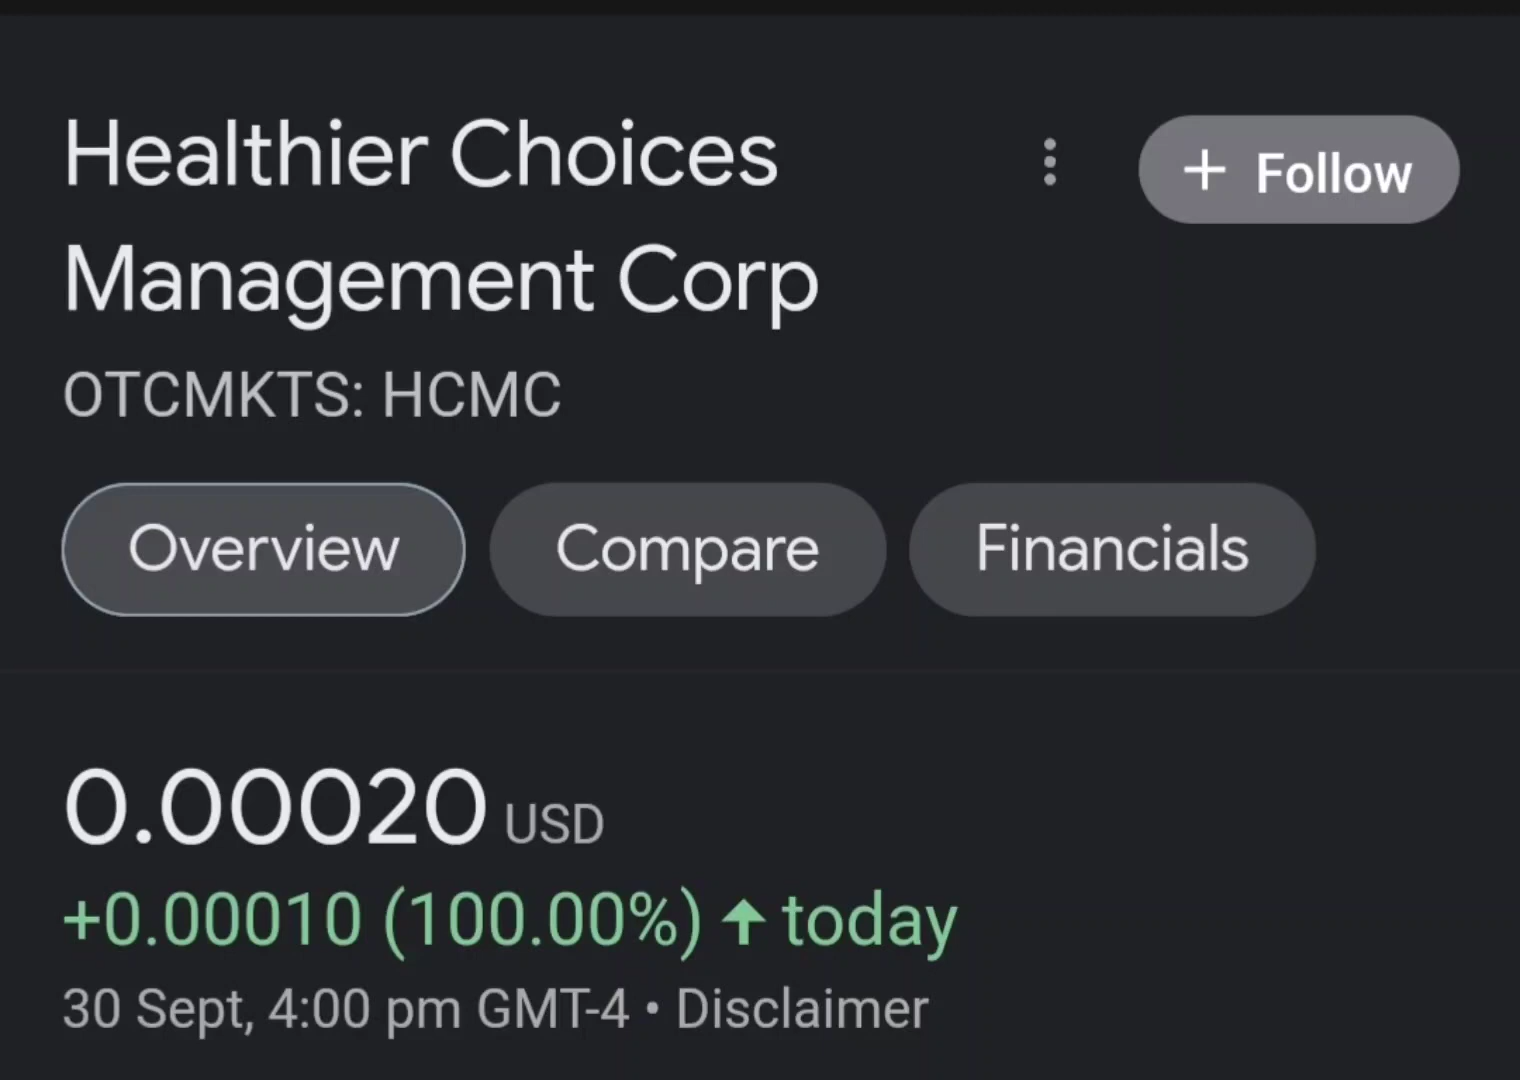 Healthier Choices
Management Corp
+ Follow
OTCMKTS: HCMC
Overview Compare Financials
0.00020 USD
+0.00010 (100.00%) ↑ today
30 Sept, 4:00 pm GMT-4 • Disclaimer